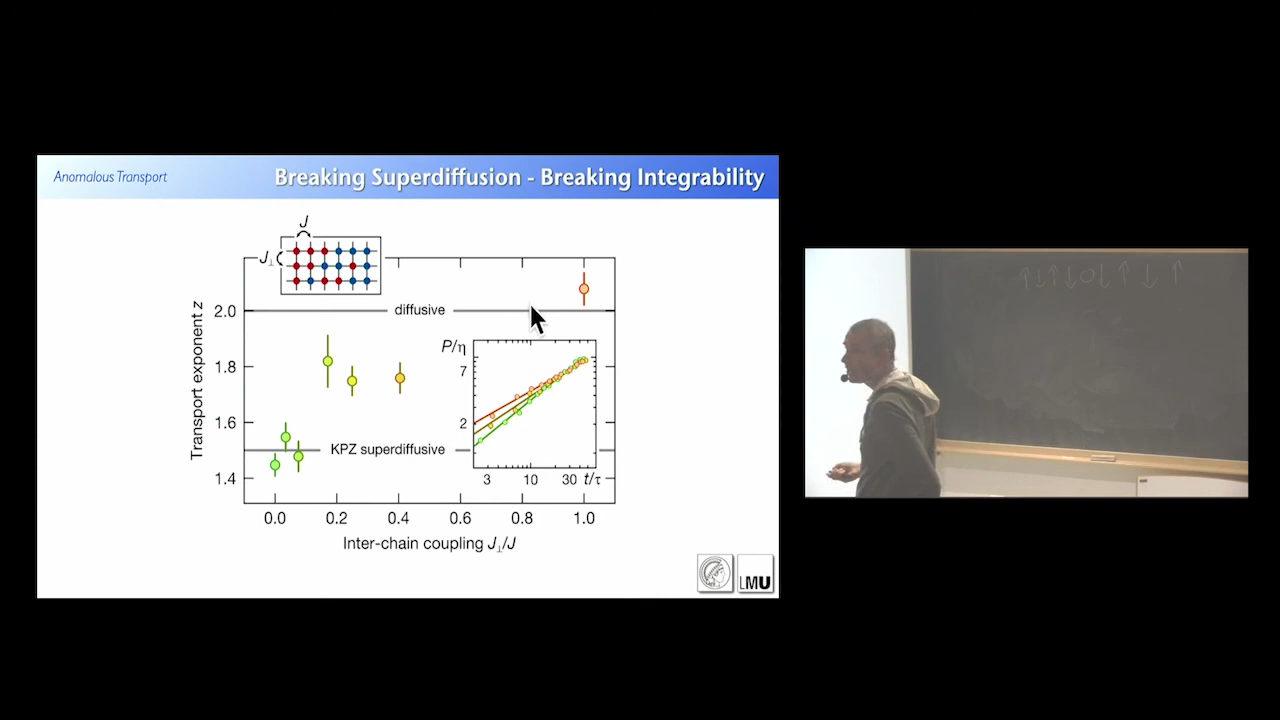 Anomalous Transport
Breaking Superdiffusion - Breaking Integrability
J
J⊥
Transport exponent z
2.0
1.8
1.6
1.4
diffusive
KPZ superdiffusive
P/η
7
2
3
10
30
t/τ
0.0
0.2
0.4
0.6
0.8
1.0
Inter-chain coupling J⊥/J
LMU
↑↓↑↓O↓↑ ↓ ↑